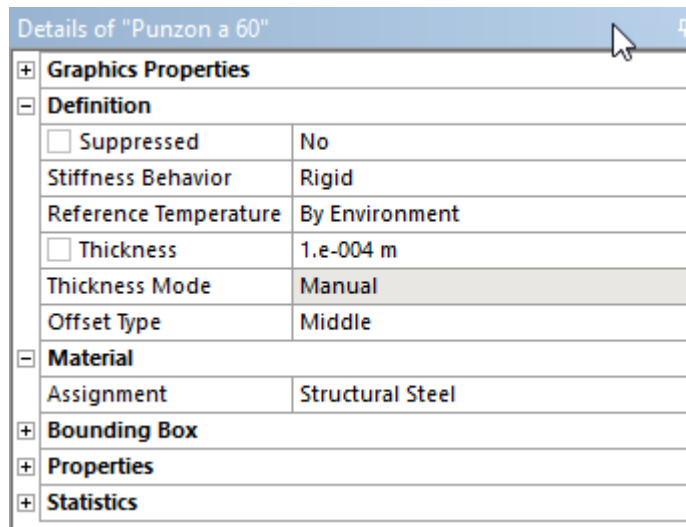 Details of "Punzon a 60"
Graphics Properties
Definition
Suppressed No
Stiffness Behavior Rigid
Reference Temperature By Environment
Thickness 1.e-004 m
Thickness Mode Manual
Offset Type Middle
Material
Assignment Structural Steel
Bounding Box
Properties
Statistics